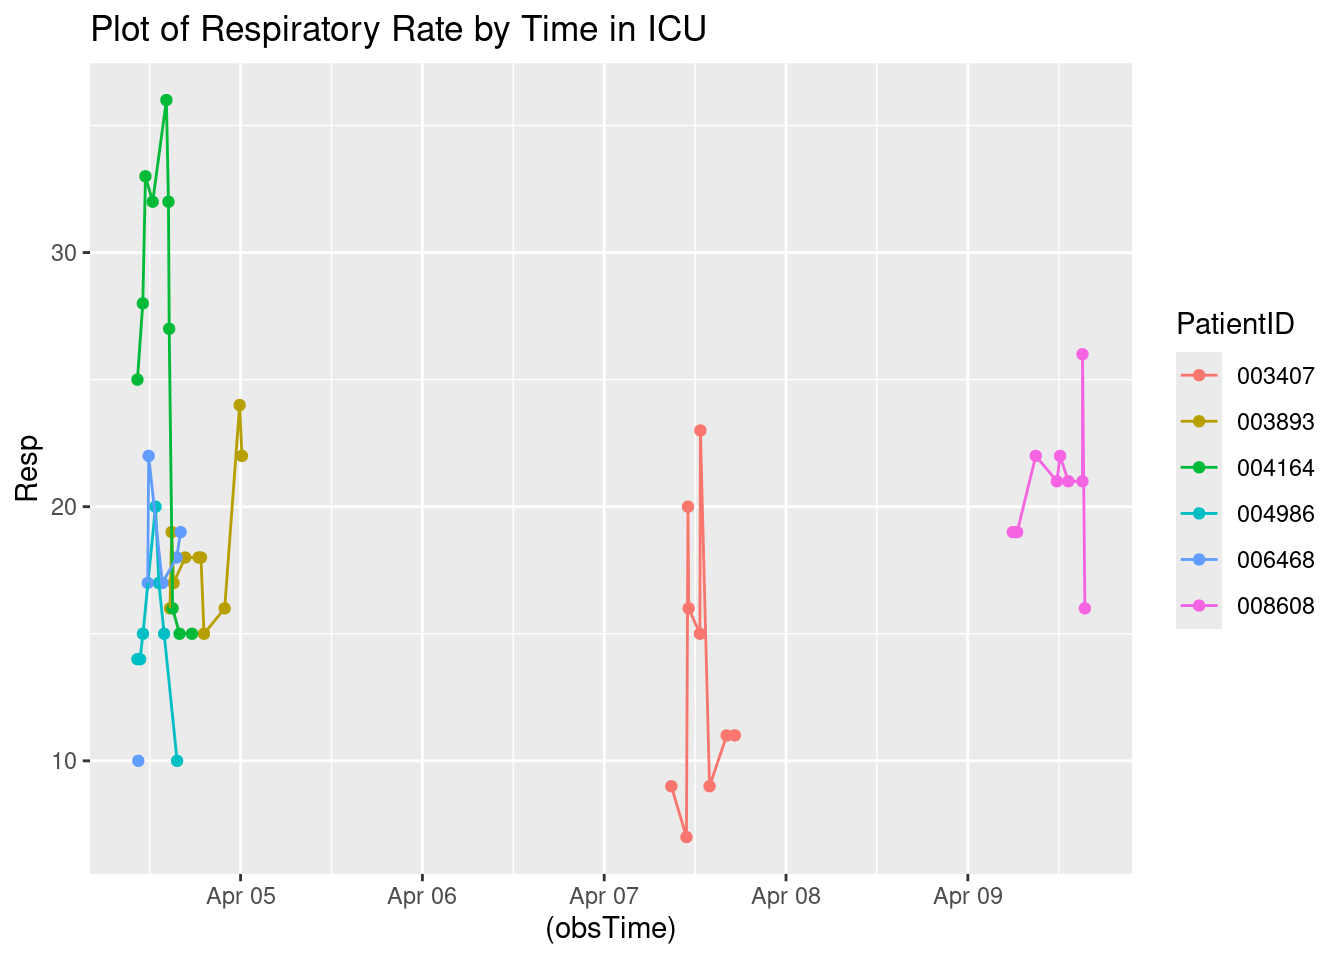 Plot of Respiratory Rate by Time in ICU
Resp
30
20
10
Apr 05
Apr 06
Apr 07
Apr 08
Apr 09
(obsTime)
PatientID
003407
003893
004164
004986
006468
008608